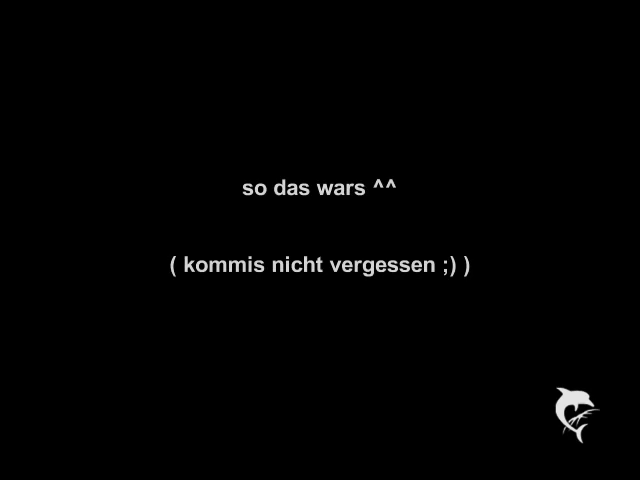 so das wars ^^
( kommis nicht vergessen ;) )